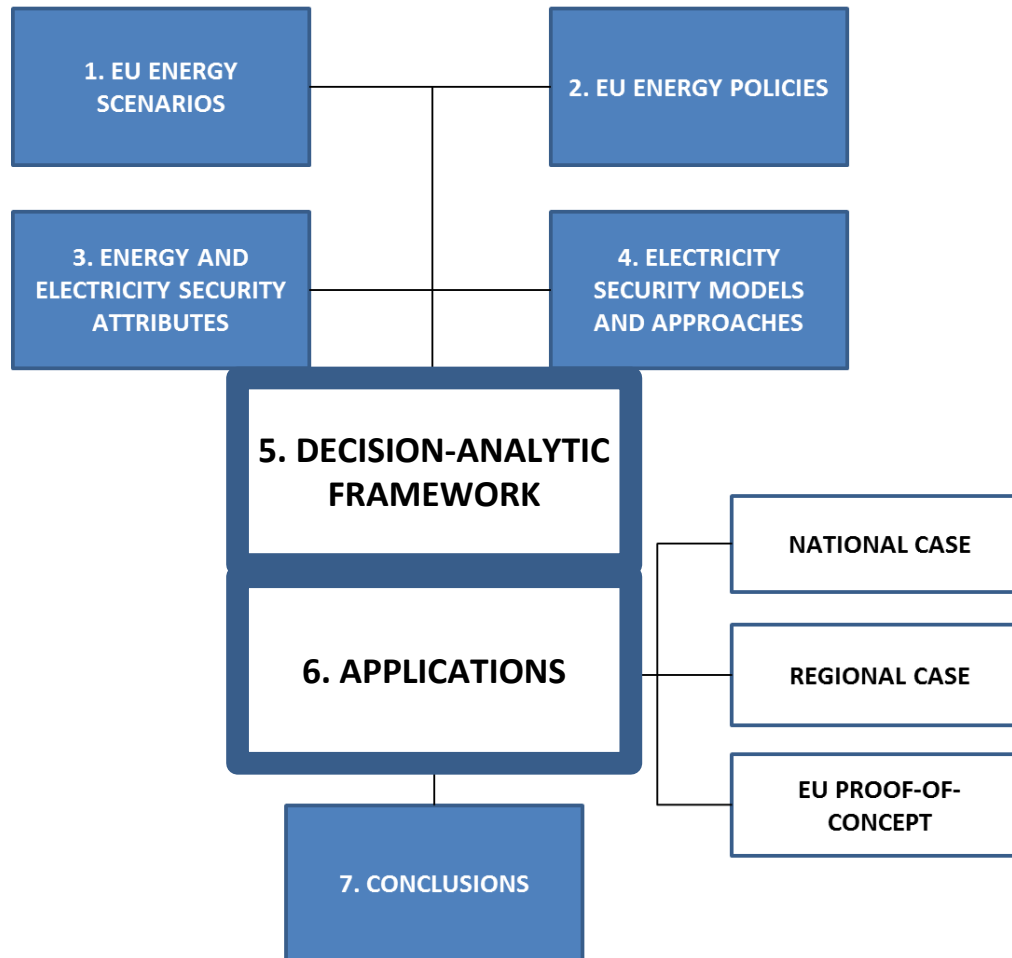 1. EU ENERGY
SCENARIOS
2. EU ENERGY POLICIES
3. ENERGY AND
ELECTRICITY SECURITY
ATTRIBUTES
4. ELECTRICITY
SECURITY MODELS
AND APPROACHES
5. DECISION-ANALYTIC
FRAMEWORK
NATIONAL CASE
6. APPLICATIONS
REGIONAL CASE
EU PROOF-OF-
CONCEPT
7. CONCLUSIONS